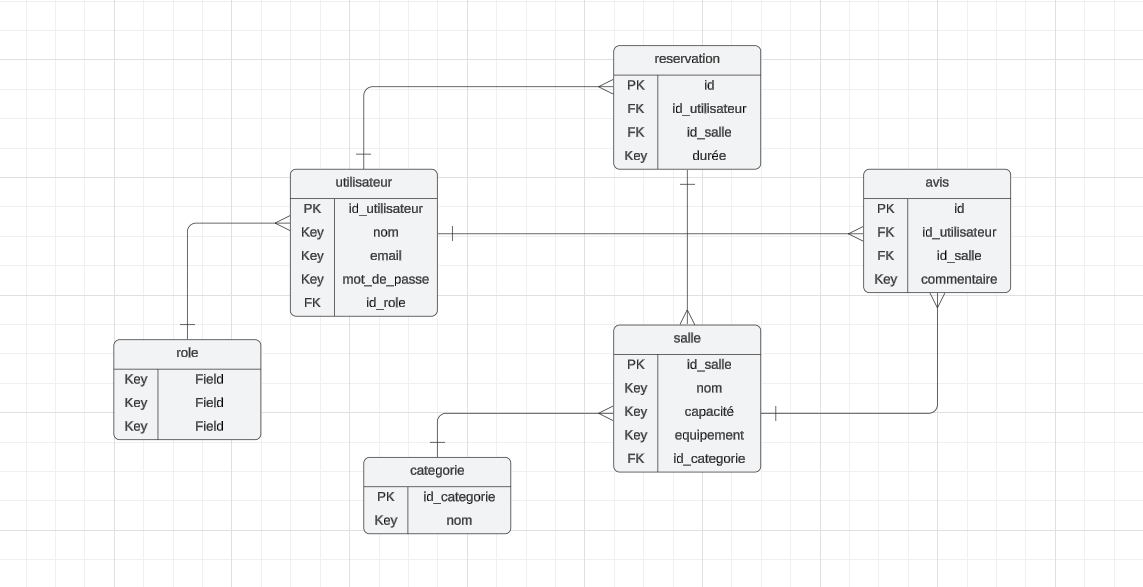 reservation
PK id
FK id_utilisateur
FK id_salle
Key durée
utilisateur
PK id_utilisateur
Key nom
Key email
Key mot_de_passe
FK id_role
avis
PK id
FK id_utilisateur
FK id_salle
Key commentaire
role
Key Field
Key Field
Key Field
salle
PK id_salle
Key nom
Key capacité
Key equipement
FK id_categorie
categorie
PK id_categorie
Key nom